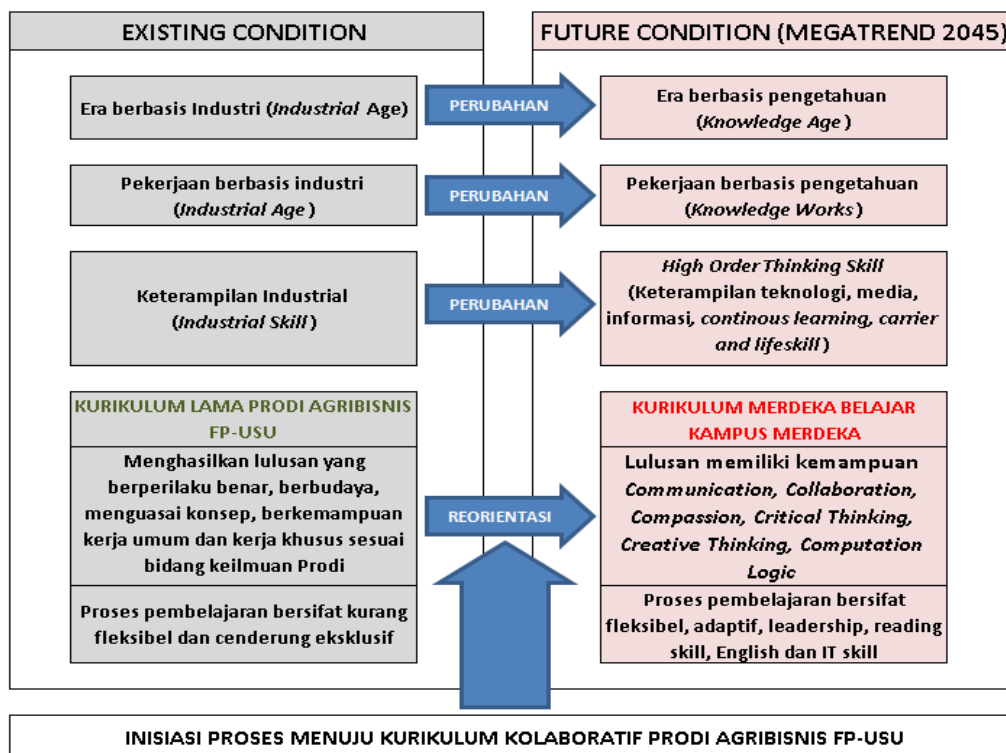 EXISTING CONDITION
FUTURE CONDITION (MEGATREND 2045)
Era berbasis Industri (Industrial Age)
PERUBAHAN
Era berbasis pengetahuan
(Knowledge Age)
Pekerjaan berbasis industri
(Industrial Age)
PERUBAHAN
Pekerjaan berbasis pengetahuan
(Knowledge Works)
Keterampilan Industrial
(Industrial Skill)
PERUBAHAN
High Order Thinking Skill
(Keterampilan teknologi, media,
informasi, continous learning, carrier
and lifeskill)
KURIKULUM LAMA PRODI AGRIBISNIS
FP-USU
Menghasilkan lulusan yang
berperilaku benar, berbudaya,
menguasai konsep, berkemampuan
kerja umum dan kerja khusus sesuai
bidang keilmuan Prodi
Proses pembelajaran bersifat kurang
fleksibel dan cenderung eksklusif
REORIENTASI
KURIKULUM MERDEKA BELAJAR
KAMPUS MERDEKA
Lulusan memiliki kemampuan
Communication, Collaboration,
Compassion, Critical Thinking,
Creative Thinking, Computation
Logic
Proses pembelajaran bersifat
fleksibel, adaptif, leadership, reading
skill, English dan IT skill
INISIASI PROSES MENUJU KURIKULUM KOLABORATIF PRODI AGRIBISNIS FP-USU